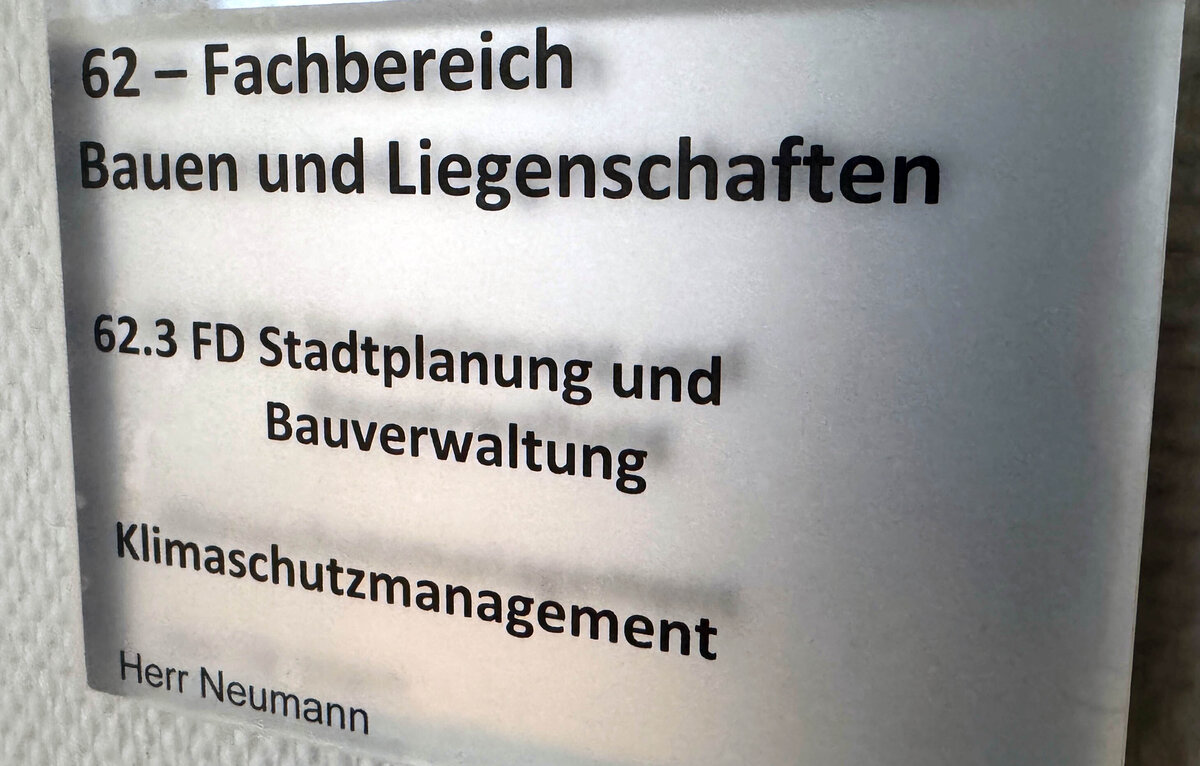 62 – Fachbereich
Bauen und Liegenschaften
62.3 FD Stadtplanung und
Bauverwaltung
Klimaschutzmanagement
Herr Neumann